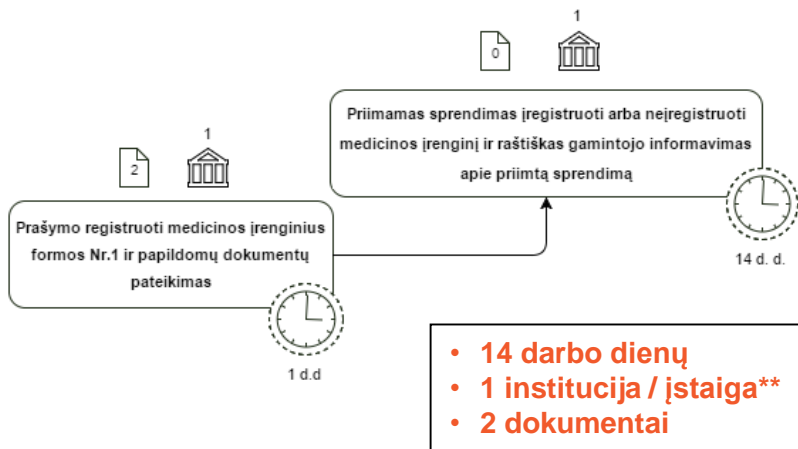 1
0
Priimamas sprendimas įregistruoti arba neįregistruoti
medicinos įrenginį ir raštiškas gamintojo informavimas
apie priimtą sprendimą
14 d. d.
1
2
Prašymo registruoti medicinos įrenginius
formos Nr.1 ir papildomų dokumentų
pateikimas
1 d.d
• 14 darbo dienų
• 1 institucija / įstaiga**
• 2 dokumentai